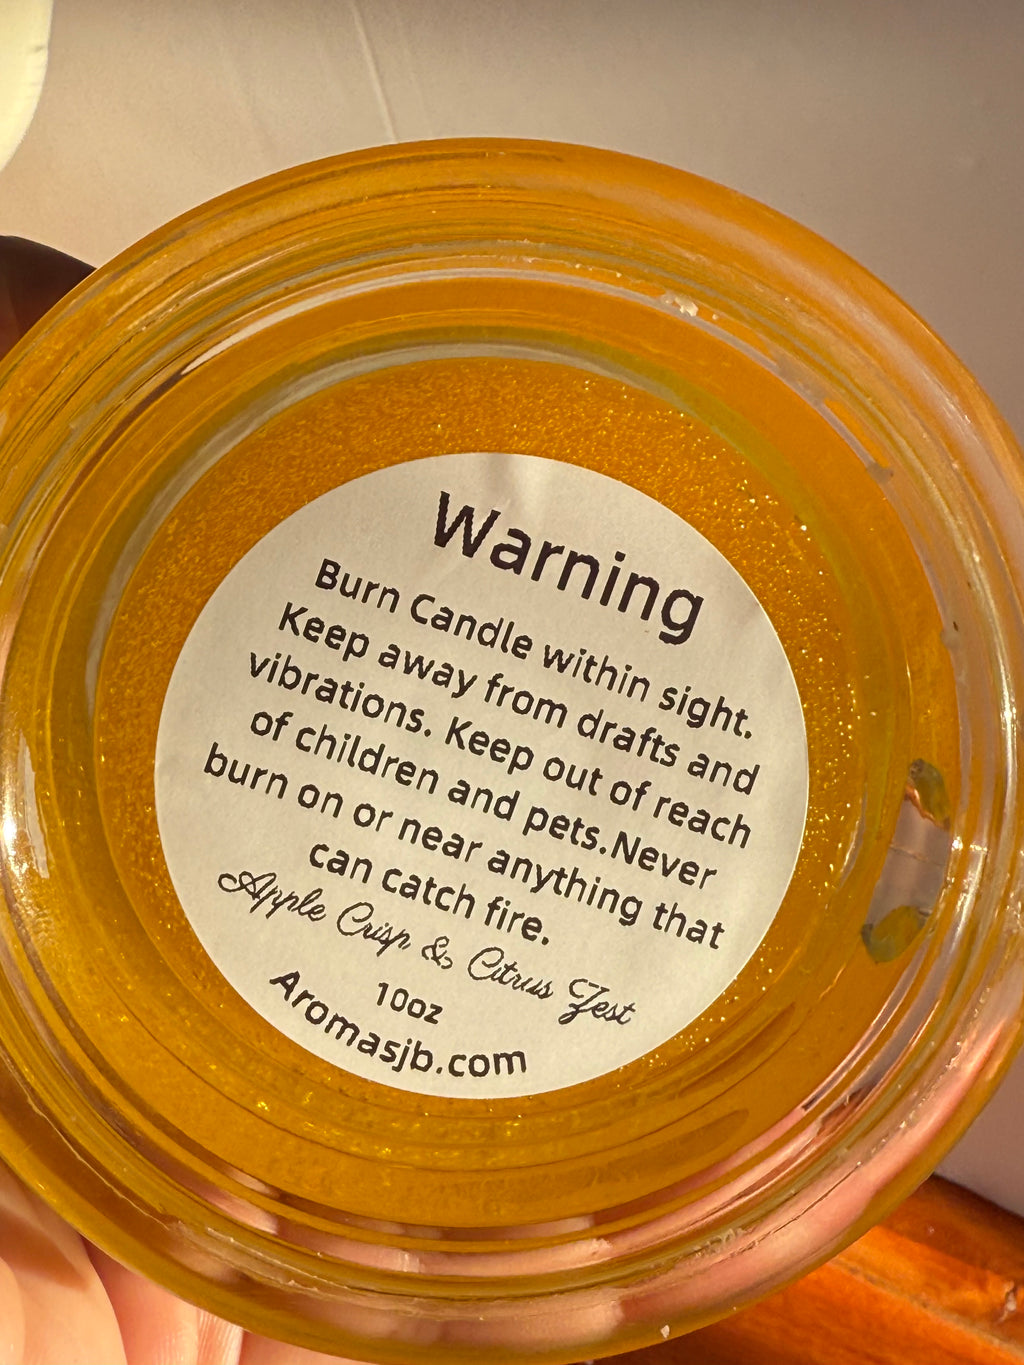 Warning
Burn Candle within sight.
Keep away from drafts and
vibrations. Keep out of reach
of children and pets.Never
burn on or near anything that
can catch fire.
Apple Crisp & Citrus Zest
10oz
Aromasjb.com